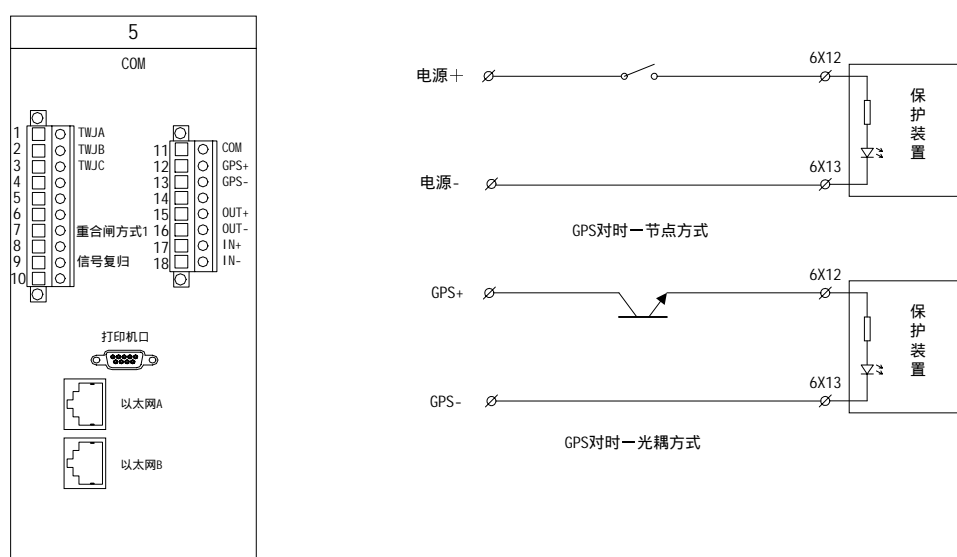 5
COM
1 TWJA
2 TWJB
3 TWJC
4
5
6
7 重合闸方式1
8
9 信号复归
10
11 COM
12 GPS+
13 GPS-
14
15 OUT+
16 OUT-
17 IN+
18 IN-
打印机口
以太网A
以太网B
电源＋ 6X12
保护装置
电源- 6X13
GPS对时—节点方式
GPS+ 6X12
保护装置
GPS- 6X13
GPS对时—光耦方式